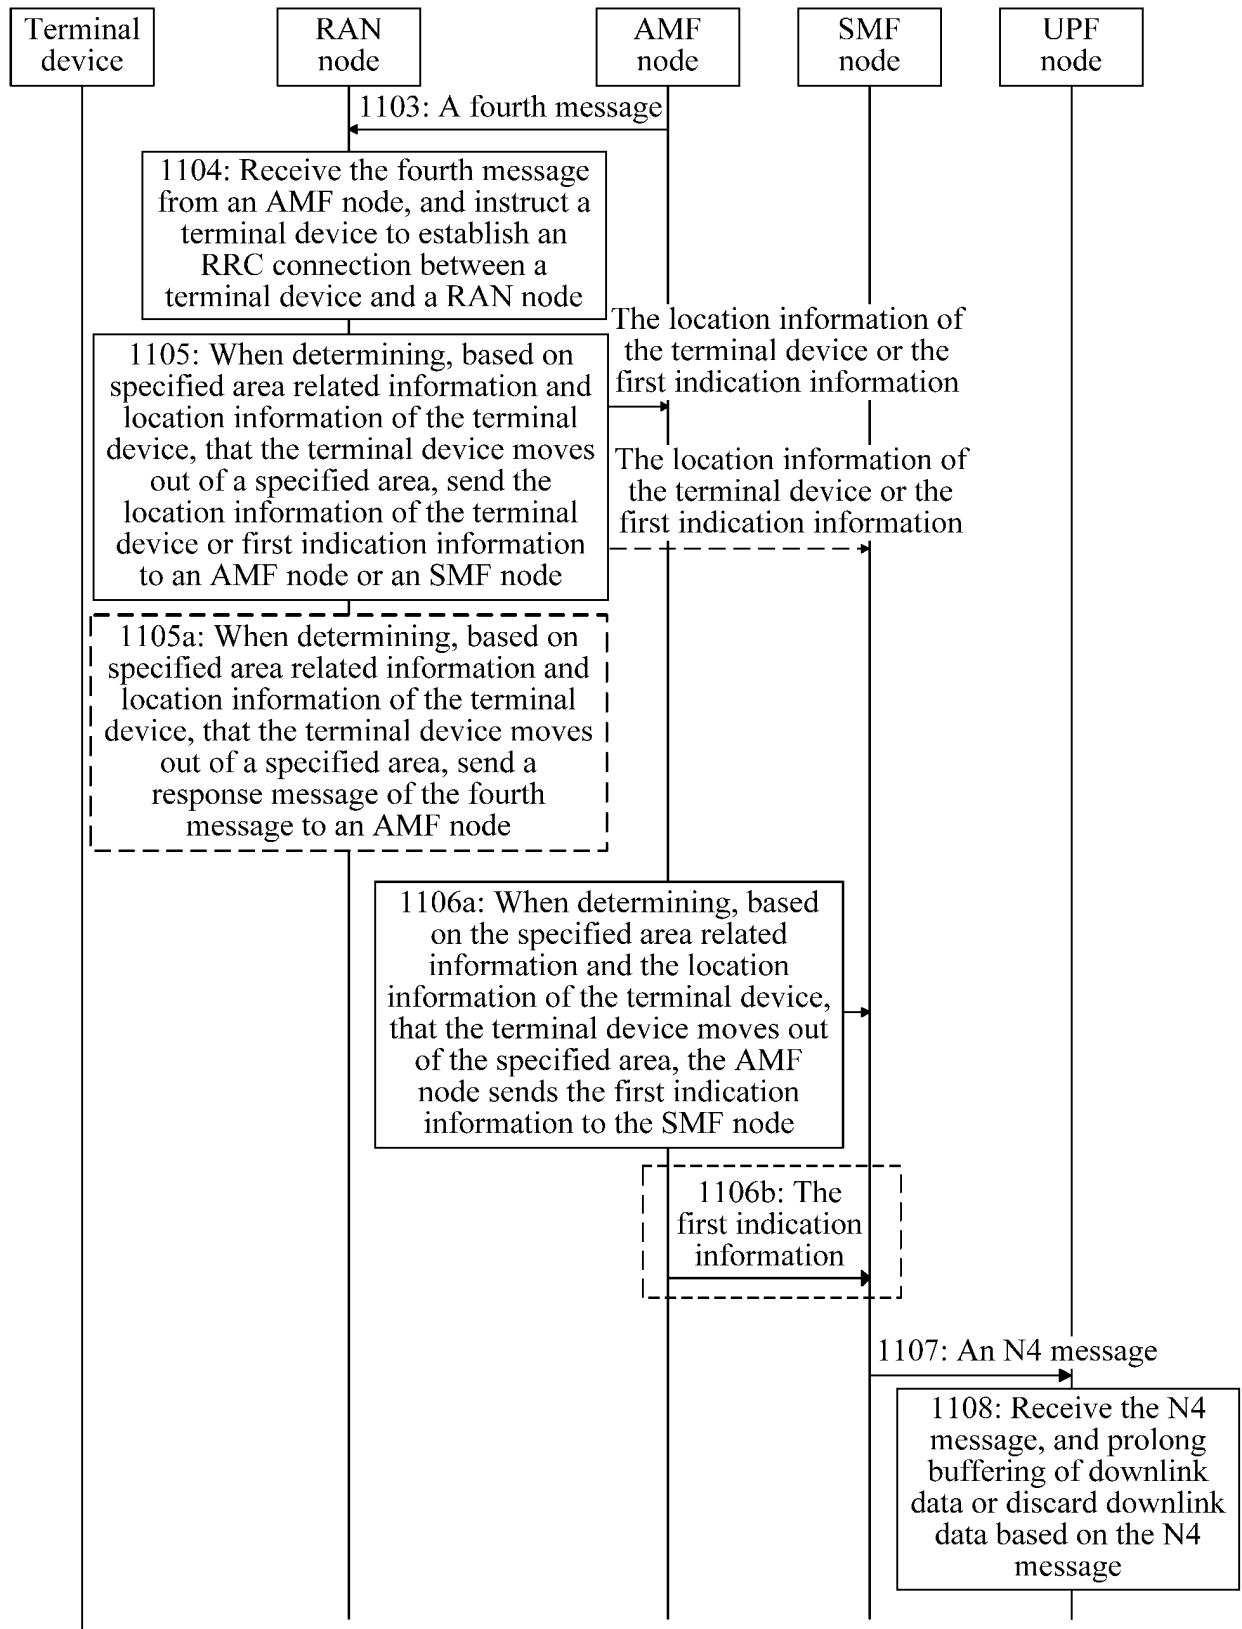 Terminal
device
RAN
node
AMF
node
SMF
node
UPF
node
1103: A fourth message
1104: Receive the fourth message
from an AMF node, and instruct a
terminal device to establish an
RRC connection between a
terminal device and a RAN node
The location information of
the terminal device or the
first indication information
1105: When determining, based on
specified area related information and
location information of the terminal
device, that the terminal device moves
out of a specified area, send the
location information of the terminal
device or first indication information
to an AMF node or an SMF node
The location information of
the terminal device or the
first indication information
1105a: When determining, based on
specified area related information and
location information of the terminal
device, that the terminal device moves
out of a specified area, send a
response message of the fourth
message to an AMF node
1106a: When determining, based
on the specified area related
information and the location
information of the terminal device,
that the terminal device moves out
of the specified area, the AMF
node sends the first indication
information to the SMF node
1106b: The
first indication
information
1107: An N4 message
1108: Receive the N4
message, and prolong
buffering of downlink
data or discard downlink
data based on the N4
message